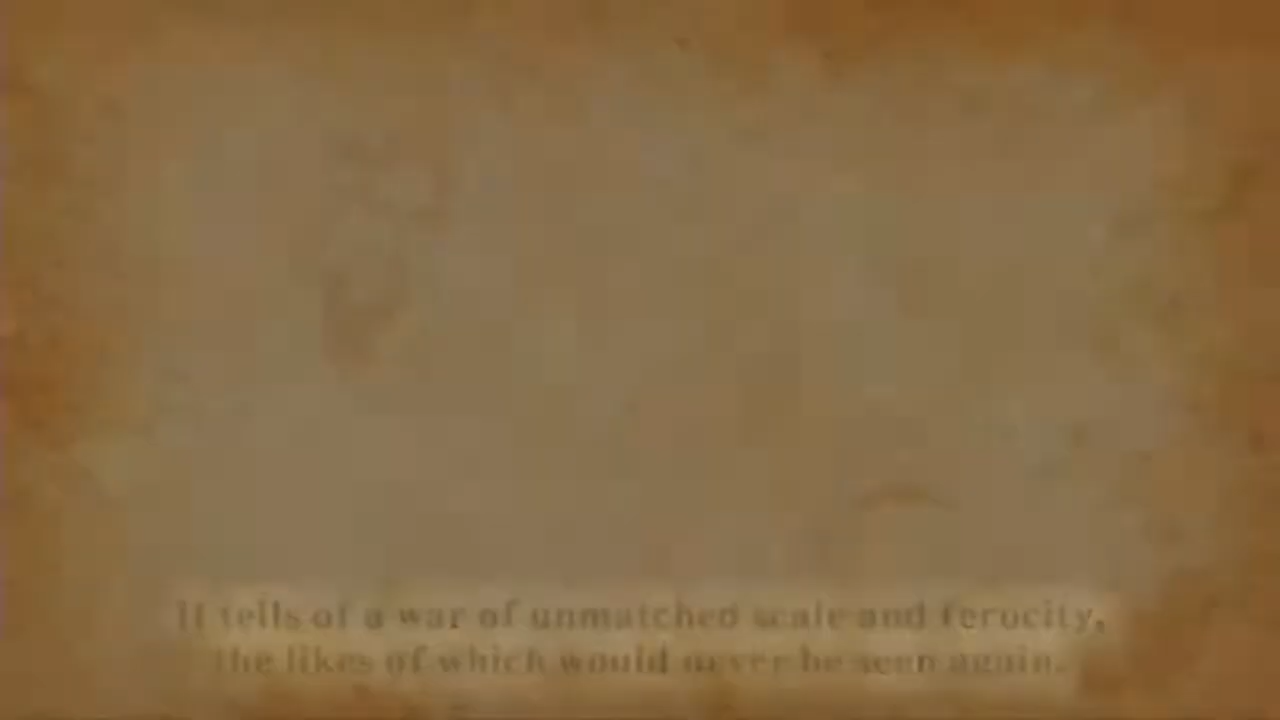 It tells of a war of unmatched scale and ferocity,
the likes of which would never be seen again.